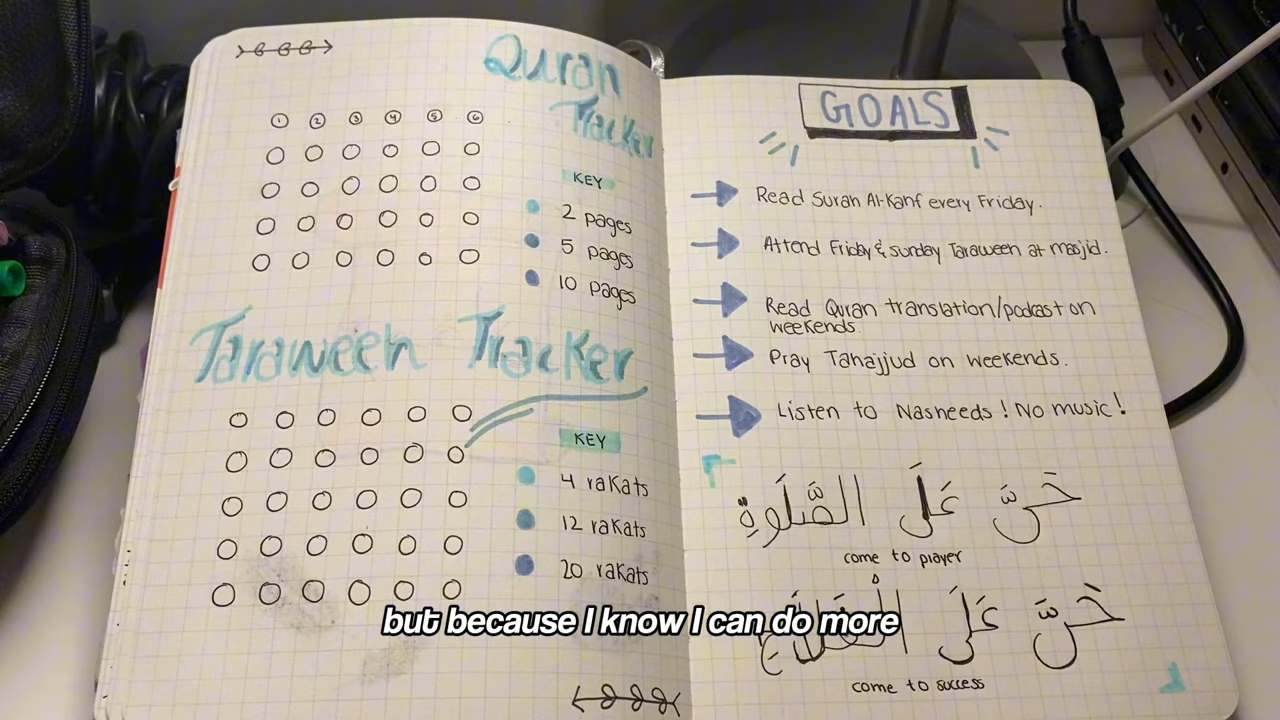 Quran
Tracker
1 2 3 4 5 6
KEY
2 pages
5 pages
10 pages
Taraweeh Tracker
KEY
4 rakats
12 rakats
20 rakats
GOALS
Read Surah Al-Kahf every Friday.
Attend Friday & sunday Taraweeh at masjid.
Read Quran translation/podcast on
weekends.
Pray Tahajjud on weekends.
Listen to Nasheeds! No music!
حَىَّ عَلَى الصَّلَوةِ
come to prayer
حَىَّ عَلَى
come to success
but because I know I can do more